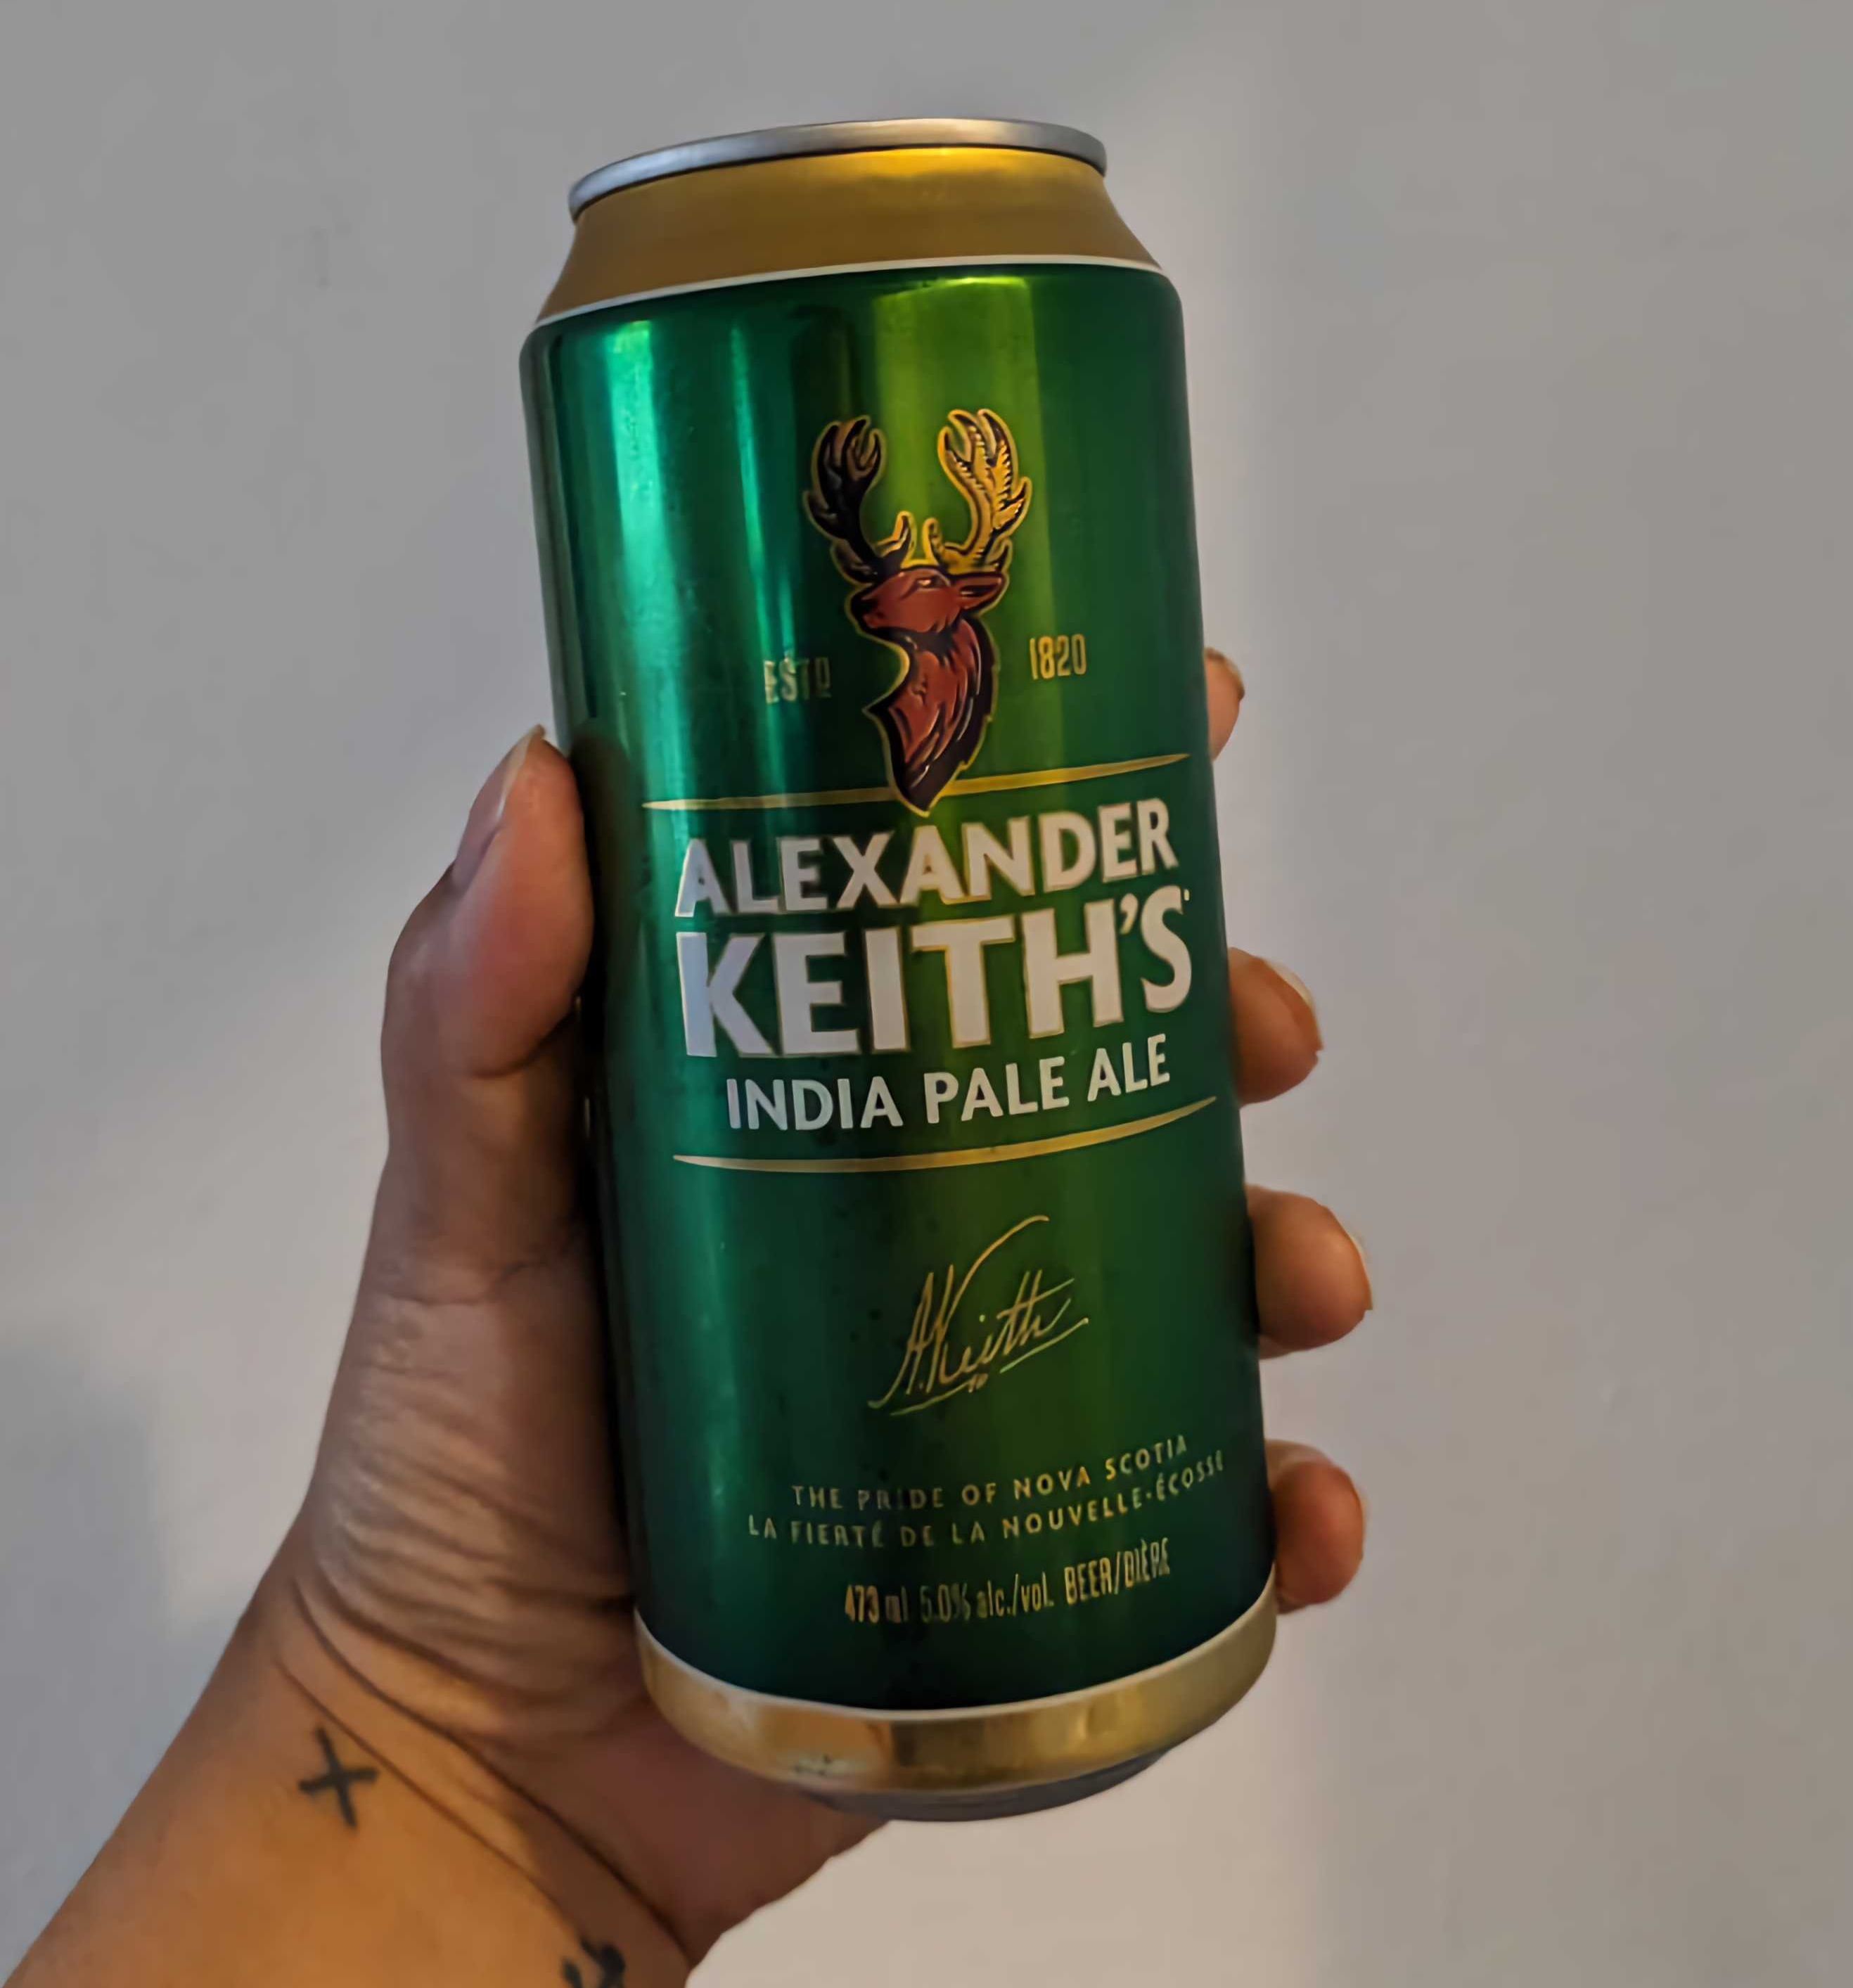 ESTD 1820
ALEXANDER
KEITH'S
INDIA PALE ALE
A. Keith
THE PRIDE OF NOVA SCOTIA
LA FIERTÉ DE LA NOUVELLE-ÉCOSSE
473 ml 5.0% alc./vol. BEER/BIÈRE